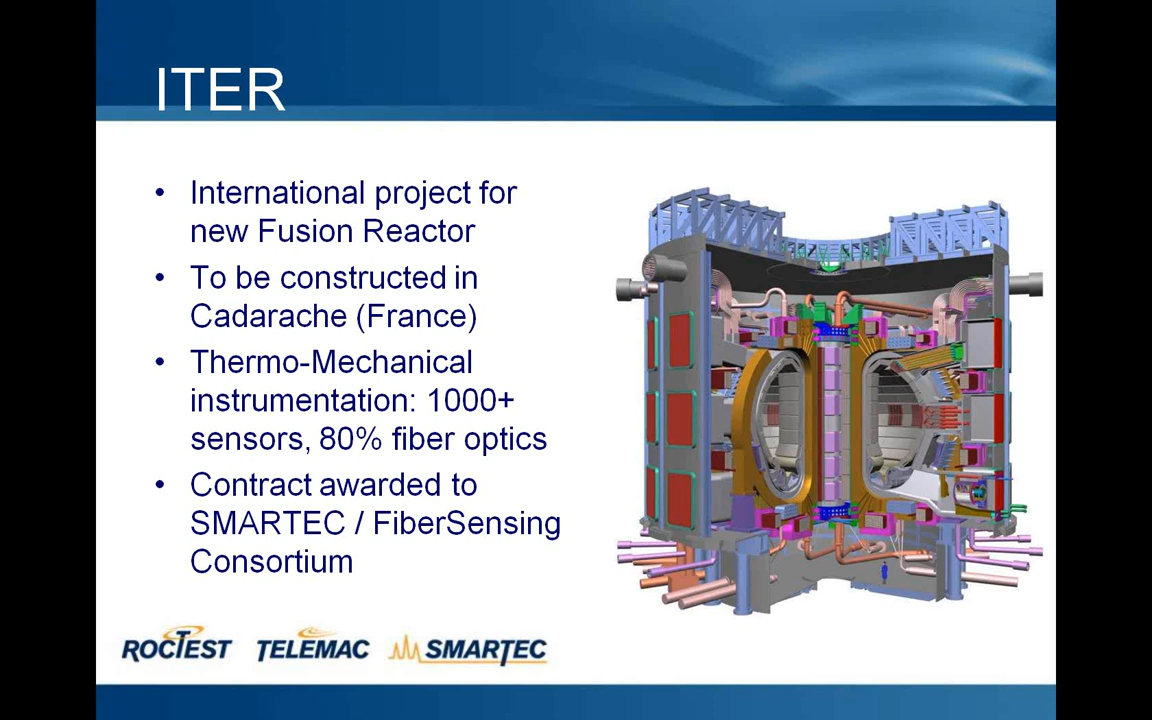 ITER
• International project for
new Fusion Reactor
• To be constructed in
Cadarache (France)
• Thermo-Mechanical
instrumentation: 1000+
sensors, 80% fiber optics
• Contract awarded to
SMARTEC / FiberSensing
Consortium
ROCTEST TELEMAC SMARTEC